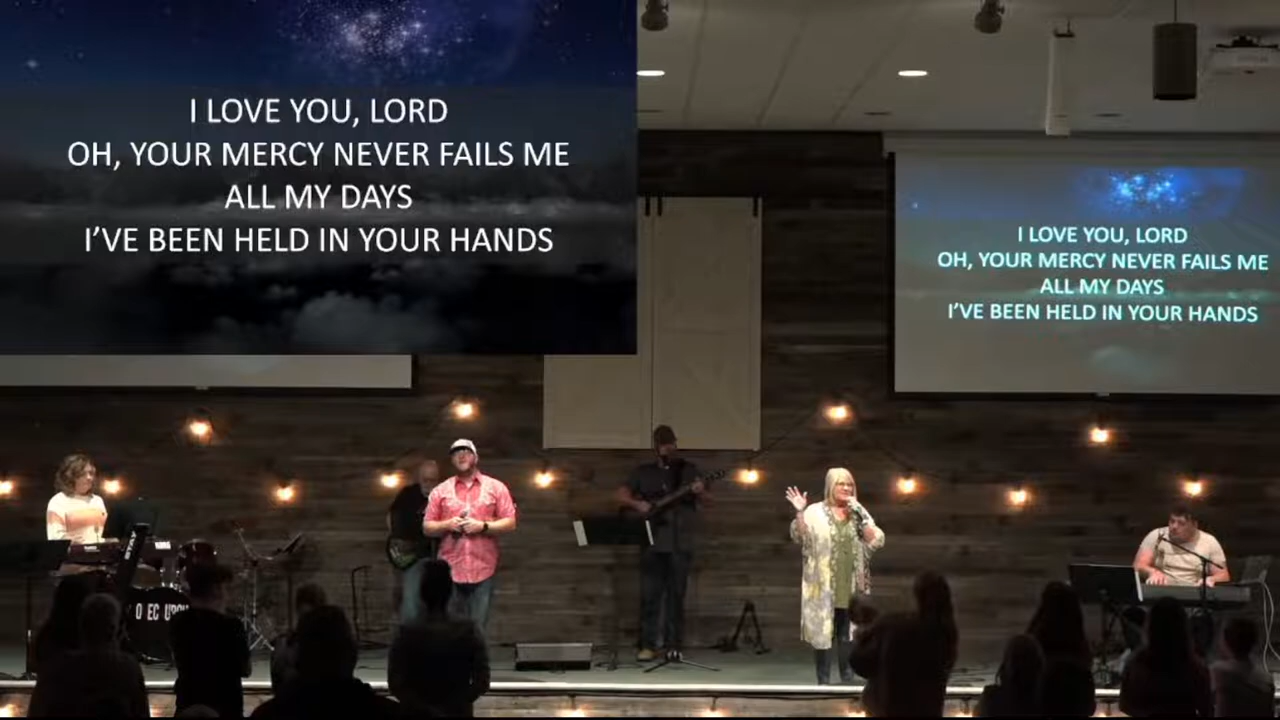 I LOVE YOU, LORD
OH, YOUR MERCY NEVER FAILS ME
ALL MY DAYS
I'VE BEEN HELD IN YOUR HANDS
I LOVE YOU, LORD
OH, YOUR MERCY NEVER FAILS ME
ALL MY DAYS
I'VE BEEN HELD IN YOUR HANDS